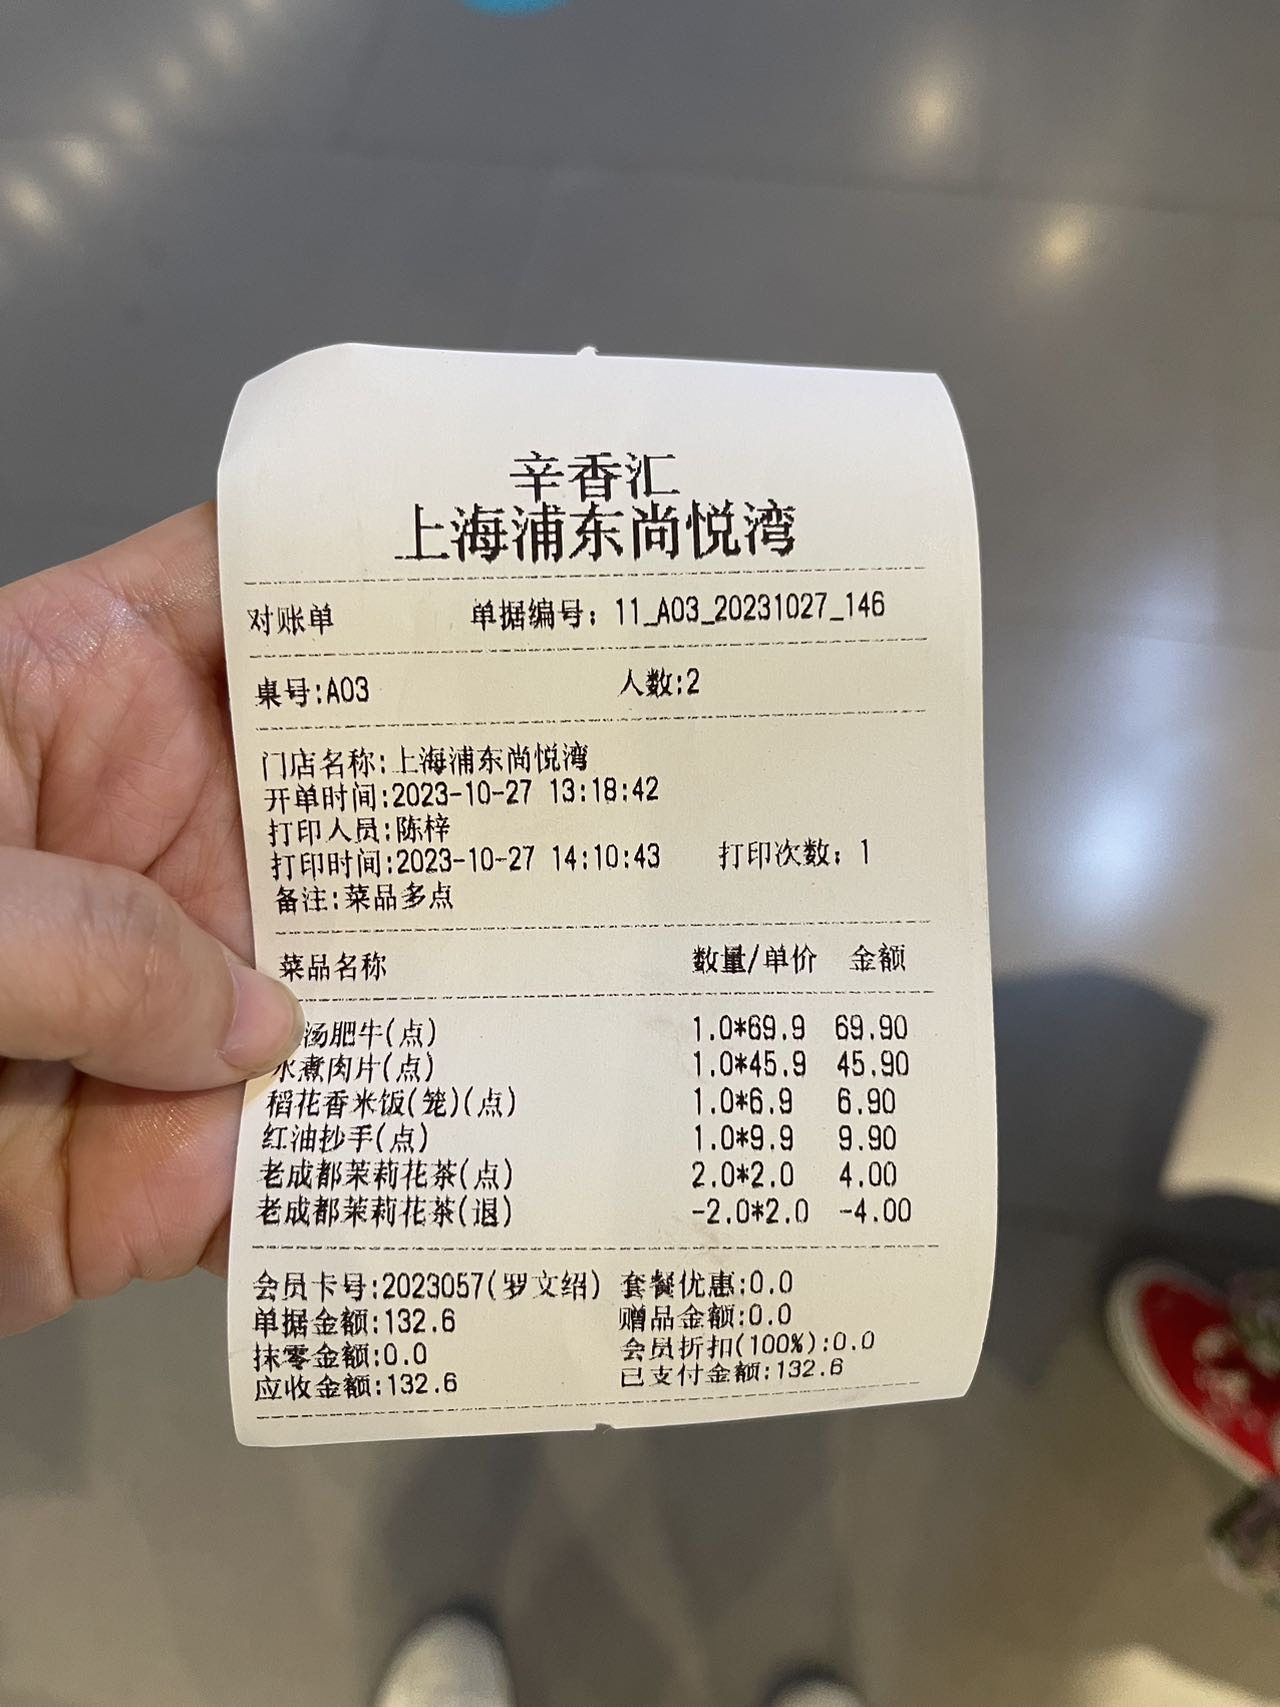 辛香汇
上海浦东尚悦湾
对账单 单据编号：11_A03_20231027_146
桌号:A03 人数:2
门店名称:上海浦东尚悦湾
开单时间:2023-10-27 13:18:42
打印人员:陈梓
打印时间:2023-10-27 14:10:43 打印次数：1
备注:菜品多点
菜品名称 数量/单价 金额
汤肥牛(点) 1.0*69.9 69.90
水煮肉片(点) 1.0*45.9 45.90
稻花香米饭(笼)(点) 1.0*6.9 6.90
红油抄手(点) 1.0*9.9 9.90
老成都茉莉花茶(点) 2.0*2.0 4.00
老成都茉莉花茶(退) -2.0*2.0 -4.00
会员卡号:2023057(罗文绍) 套餐优惠:0.0
单据金额:132.6 赠品金额:0.0
抹零金额:0.0 会员折扣(100%):0.0
应收金额:132.6 已支付金额:132.6